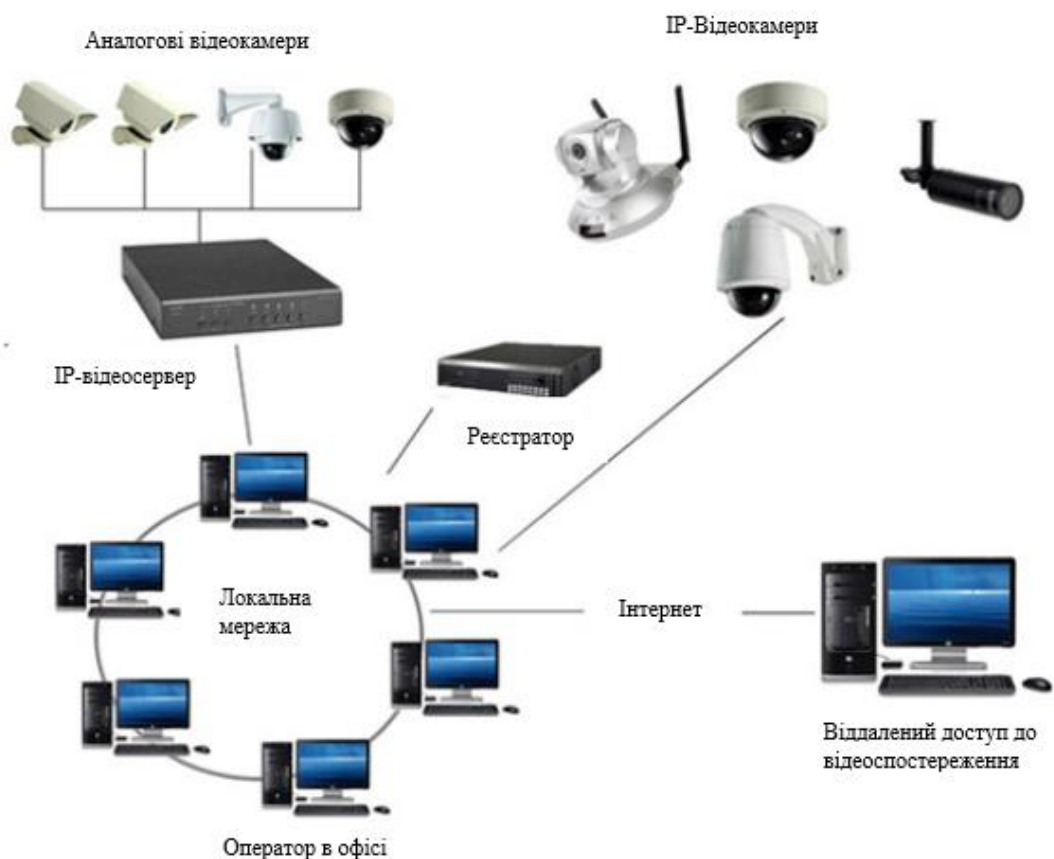 Аналогові відеокамери
IP-Відеокамери
IP-відеосервер
Реєстратор
Локальна
мережа
Інтернет
Віддалений доступ до
відеоспостереження
Оператор в офісі